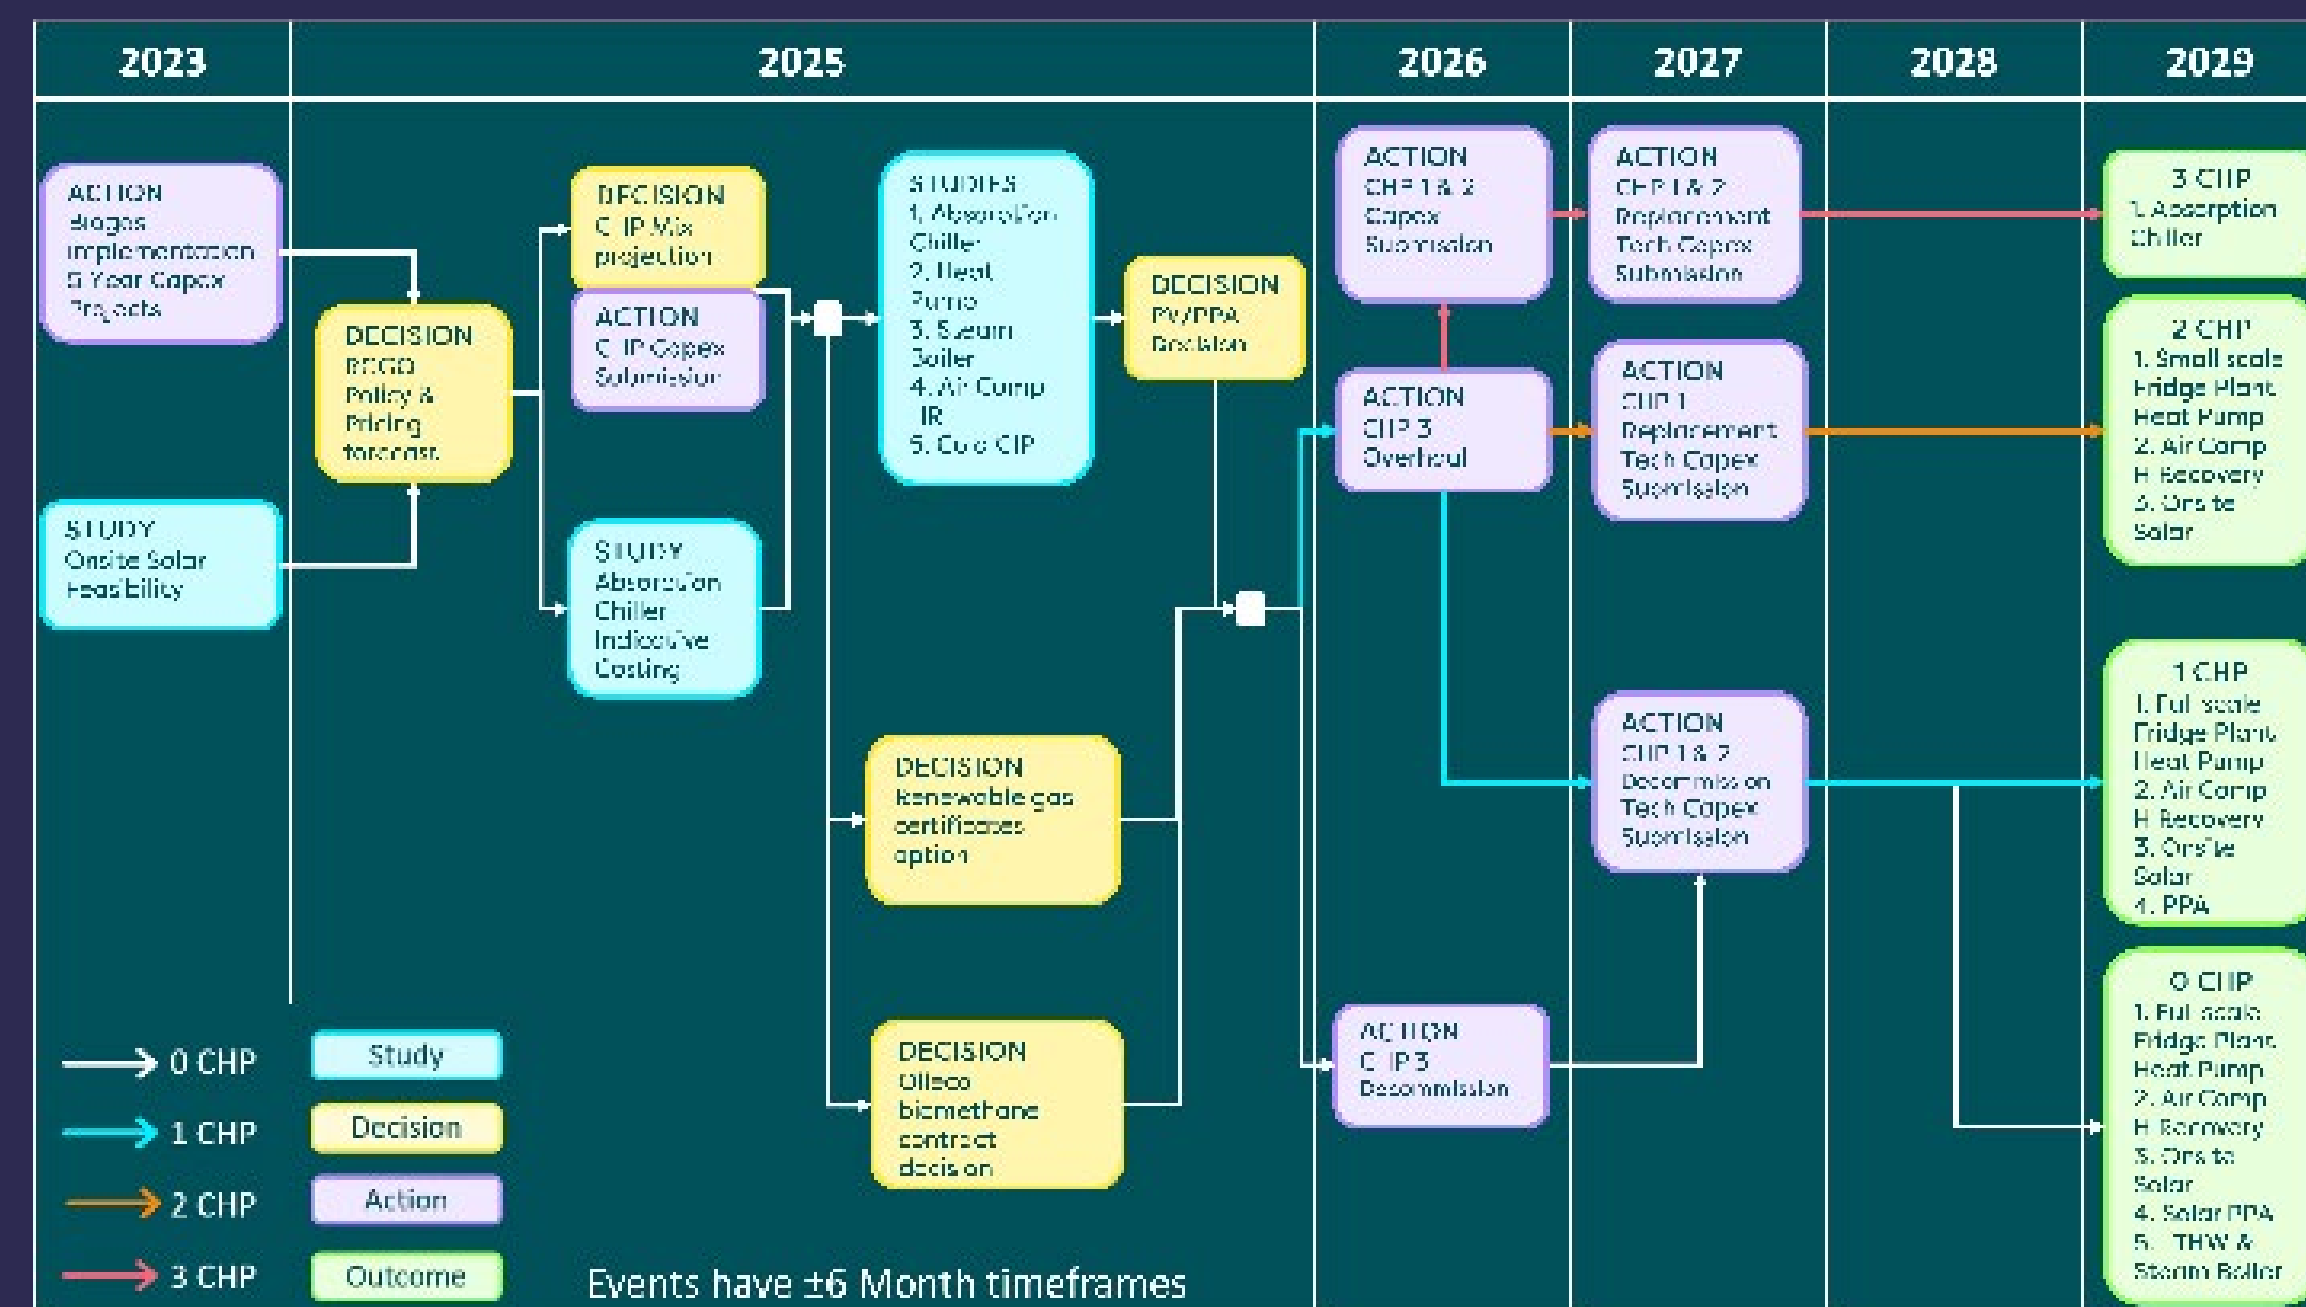 2023
2025
2026
2027
2028
2029
ACTION
Biogas
implementation
5 Year Capex
Projects
STUDY
Onsite Solar
Feasibility
DECISION
REGO
Policy &
Pricing
forecast
DECISION
CHP Mix
projection
ACTION
CHP Capex
Submission
STUDY
Absorption
Chiller
Indicative
Costing
STUDIES
1. Absorption
Chiller
2. Heat
Pump
3. Steam
Boiler
4. Air Comp
HR
5. Cold CIP
DECISION
PV/PPA
Decision
DECISION
Renewable gas
certificates
option
DECISION
Olleco
biomethane
contract
decision
ACTION
CHP 1 & 2
Capex
Submission
ACTION
CHP 3
Overhaul
ACTION
CHP 3
Decommission
ACTION
CHP 1 & 2
Replacement
Tech Capex
Submission
ACTION
CHP 1
Replacement
Tech Capex
Submission
ACTION
CHP 1 & 2
Decommission
Tech Capex
Submission
3 CHP
1. Absorption
Chiller
2 CHP
1. Small scale
Fridge Plant
Heat Pump
2. Air Comp
H Recovery
3. Onsite
Solar
1 CHP
1. Full scale
Fridge Plant
Heat Pump
2. Air Comp
H Recovery
3. Onsite
Solar
4. PPA
0 CHP
1. Full scale
Fridge Plant
Heat Pump
2. Air Comp
H Recovery
3. Onsite
Solar
4. Solar PPA
5. THW &
Steam Boiler
0 CHP
1 CHP
2 CHP
3 CHP
Study
Decision
Action
Outcome
Events have ±6 Month timeframes